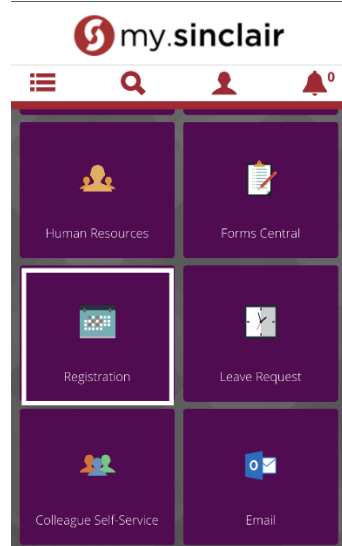 my.sinclair
0
Human Resources
Forms Central
Registration
Leave Request
Colleague Self-Service
Email